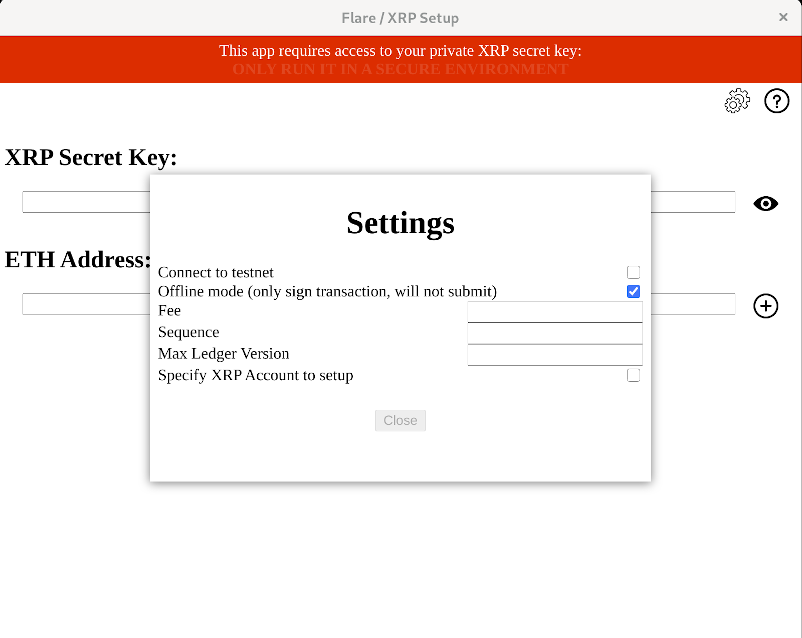 Flare / XRP Setup
×
This app requires access to your private XRP secret key:
ONLY RUN IT IN A SECURE ENVIRONMENT
?
XRP Secret Key:
Settings
ETH Address:
Connect to testnet
Offline mode (only sign transaction, will not submit)
Fee
Sequence
Max Ledger Version
Specify XRP Account to setup
Close